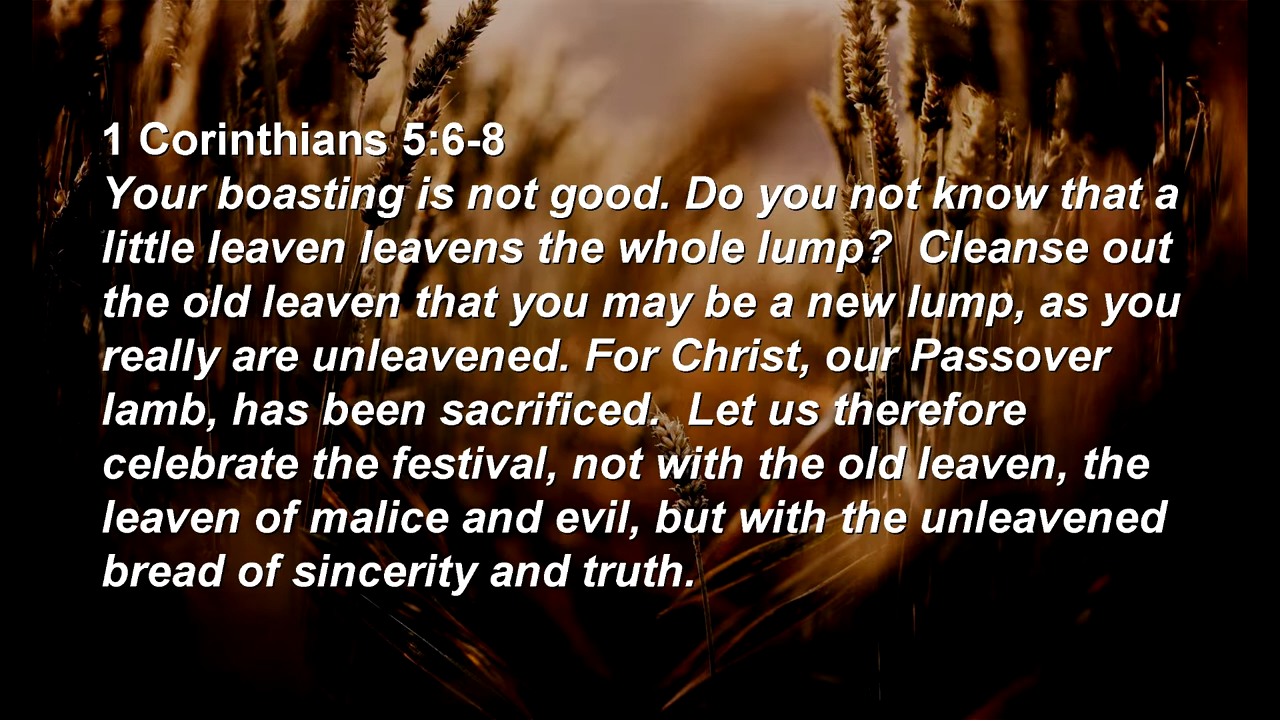 1 Corinthians 5:6-8
Your boasting is not good. Do you not know that a
little leaven leavens the whole lump?  Cleanse out
the old leaven that you may be a new lump, as you
really are unleavened. For Christ, our Passover
lamb, has been sacrificed.  Let us therefore
celebrate the festival, not with the old leaven, the
leaven of malice and evil, but with the unleavened
bread of sincerity and truth.